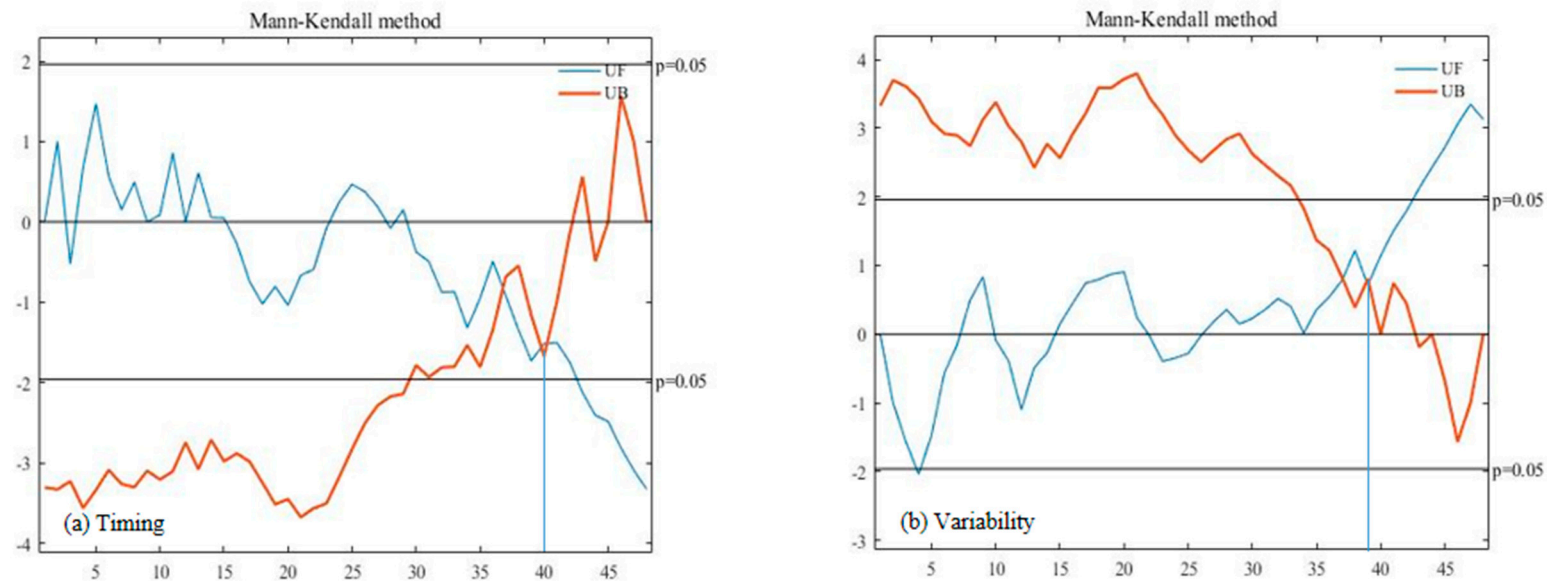 Mann-Kendall method
2
1
0
-1
-2
-3
-4
5 10 15 20 25 30 35 40 45
UF
UB
p=0.05
p=0.05
(a) Timing
Mann-Kendall method
4
3
2
1
0
-1
-2
-3
5 10 15 20 25 30 35 40 45
UF
UB
p=0.05
p=0.05
(b) Variability